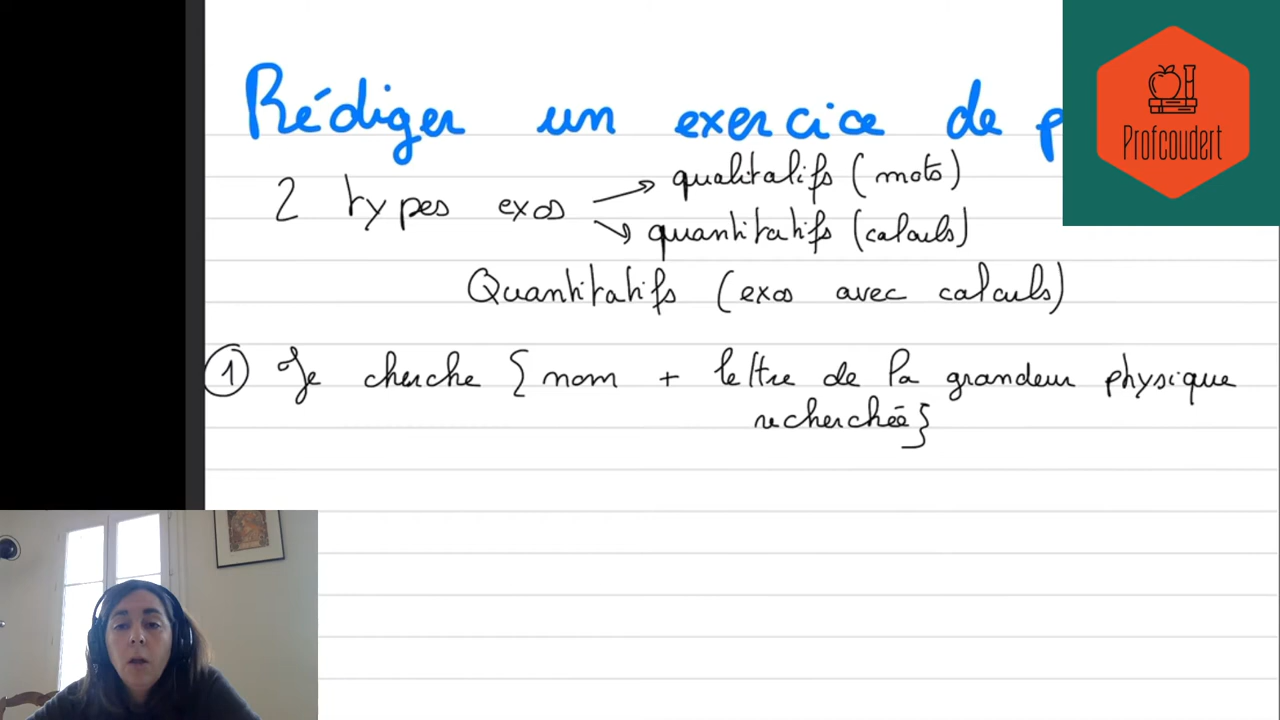 Rédiger un exercice de p
2 types exos → qualitatifs (mots)
→ quantitatifs (calculs)
Quantitatifs (exos avec calculs)
① Je cherche {nom + lettre de la grandeur physique
recherchée}
Profcoudert